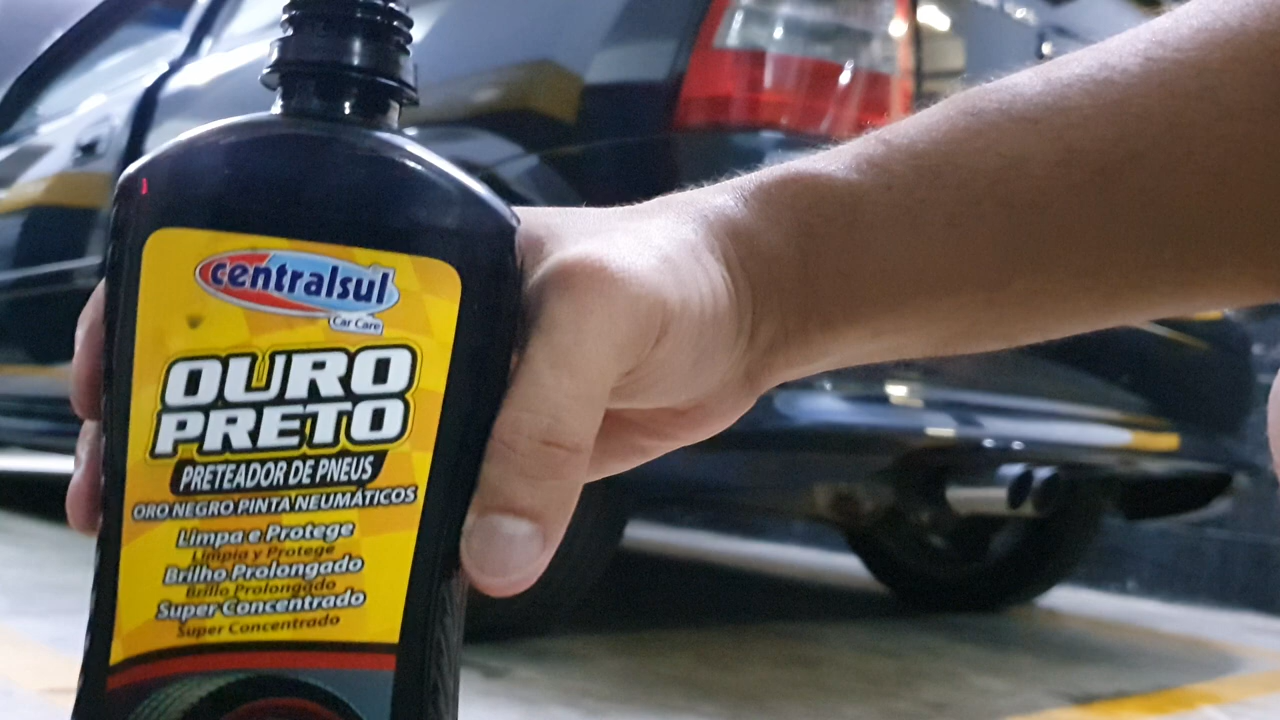 centralsul
Car Care
OURO
PRETO
PRETEADOR DE PNEUS
ORO NEGRO PINTA NEUMÁTICOS
Limpa e Protege
Limpia y Protege
Brilho Prolongado
Brillo Prolongado
Super Concentrado
Super Concentrado